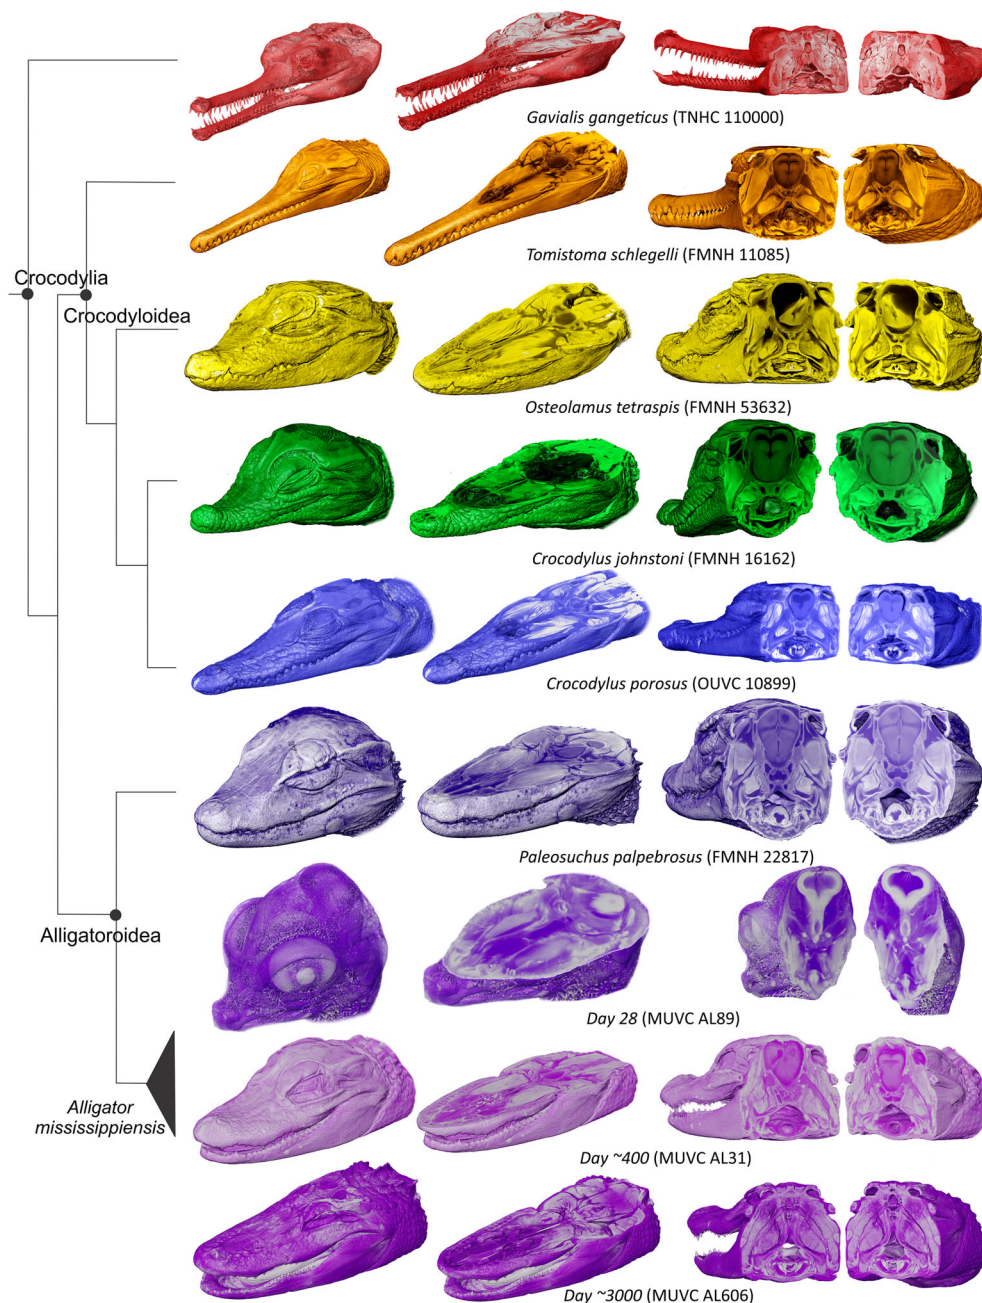 Gavialis gangeticus (TNHC 110000)
Tomistoma schlegelli (FMNH 11085)
Crocodylia
Crocodyloidea
Osteolamus tetraspis (FMNH 53632)
Crocodylus johnstoni (FMNH 16162)
Crocodylus porosus (OUVC 10899)
Paleosuchus palpebrosus (FMNH 22817)
Alligatoroidea
Day 28 (MUVC AL89)
Alligator
mississippiensis
Day ~400 (MUVC AL31)
Day ~3000 (MUVC AL606)